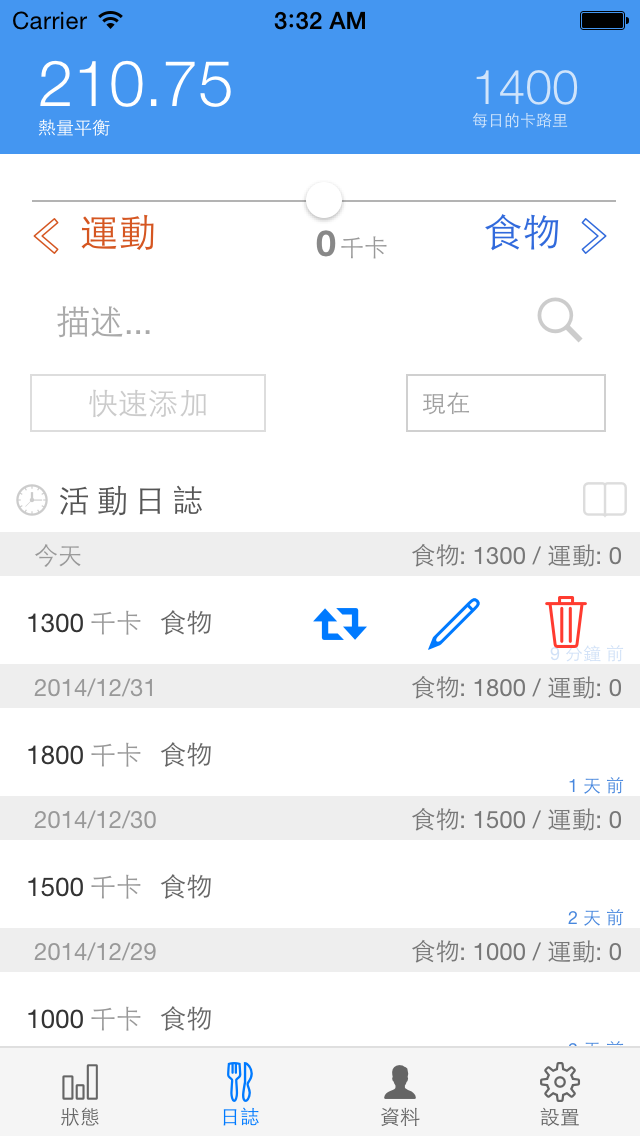 Carrier 3:32 AM
210.75 1400
熱量平衡 每日的卡路里
運動 0千卡 食物
描述...
快速添加 現在
活動日誌
今天 食物: 1300 / 運動: 0
1300 千卡 食物
9 分鐘 前
2014/12/31 食物: 1800 / 運動: 0
1800 千卡 食物
1 天 前
2014/12/30 食物: 1500 / 運動: 0
1500 千卡 食物
2 天 前
2014/12/29 食物: 1000 / 運動: 0
1000 千卡 食物
狀態 日誌 資料 設置